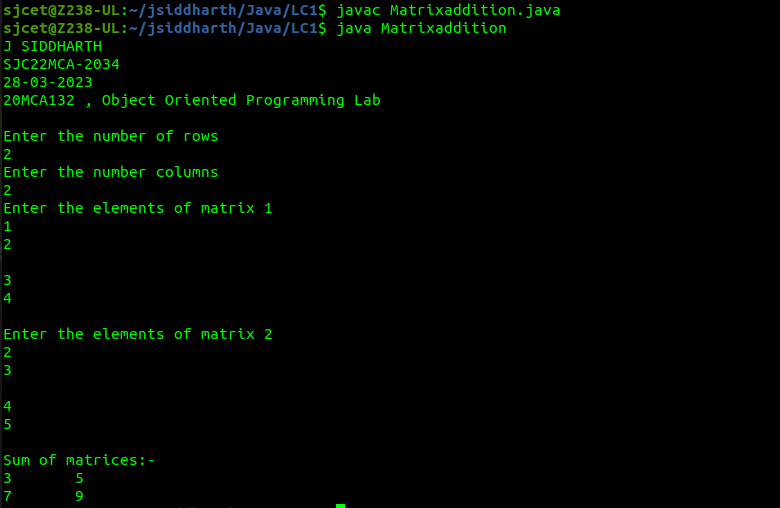 sjcet@Z238-UL:~/jsiddharth/Java/LC1$ javac Matrixaddition.java
sjcet@Z238-UL:~/jsiddharth/Java/LC1$ java Matrixaddition
J SIDDHARTH
SJC22MCA-2034
28-03-2023
20MCA132 , Object Oriented Programming Lab
Enter the number of rows
2
Enter the number columns
2
Enter the elements of matrix 1
1
2
3
4
Enter the elements of matrix 2
2
3
4
5
Sum of matrices:-
3 5
7 9